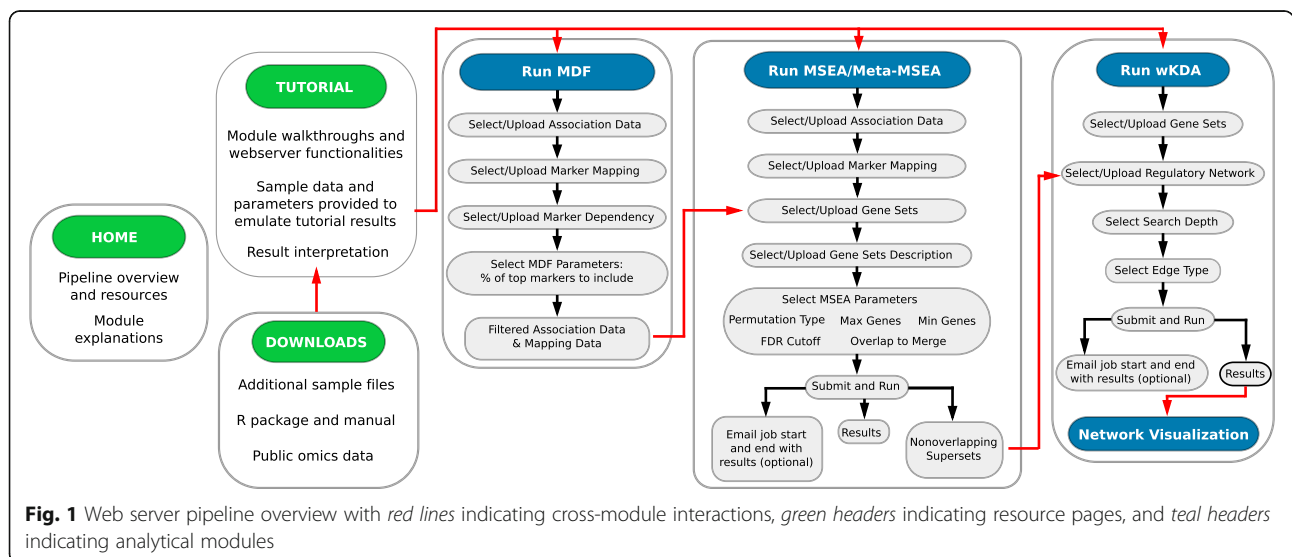 HOME
Pipeline overview
and resources
Module
explanations
TUTORIAL
Module walkthroughs and
webserver functionalities
Sample data and
parameters provided to
emulate tutorial results
Result interpretation
DOWNLOADS
Additional sample files
R package and manual
Public omics data
Run MDF
Select/Upload Association Data
Select/Upload Marker Mapping
Select/Upload Marker Dependency
Select MDF Parameters:
% of top markers to include
Filtered Association Data
& Mapping Data
Run MSEA/Meta-MSEA
Select/Upload Association Data
Select/Upload Marker Mapping
Select/Upload Gene Sets
Select/Upload Gene Sets Description
Select MSEA Parameters
Permutation Type Max Genes Min Genes
FDR Cutoff Overlap to Merge
Submit and Run
Email job start
and end with
results (optional)
Results
Nonoverlapping
Supersets
Run wKDA
Select/Upload Gene Sets
Select/Upload Regulatory Network
Select Search Depth
Select Edge Type
Submit and Run
Email job start and end
with results (optional)
Results
Network Visualization
Fig. 1 Web server pipeline overview with red lines indicating cross-module interactions, green headers indicating resource pages, and teal headers
indicating analytical modules